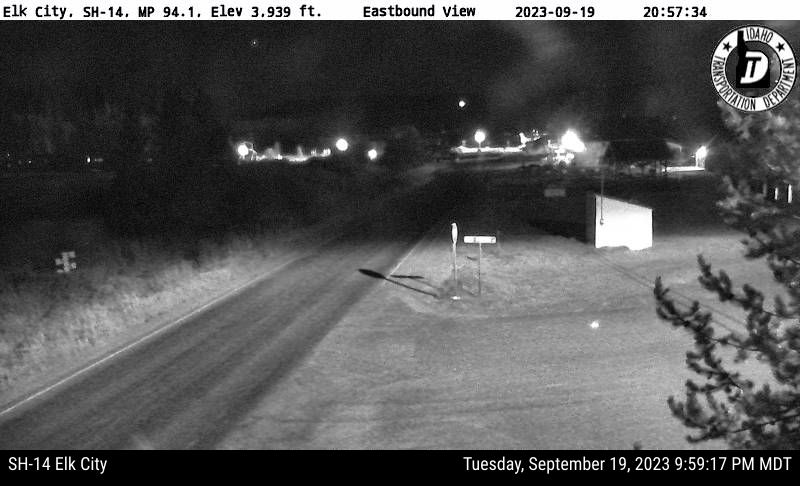 Elk City, SH-14, MP 94.1, Elev 3,939 ft. Eastbound View 2023-09-19 20:57:34
IDAHO
TRANSPORTATION DEPARTMENT
SH-14 Elk City Tuesday, September 19, 2023 9:59:17 PM MDT